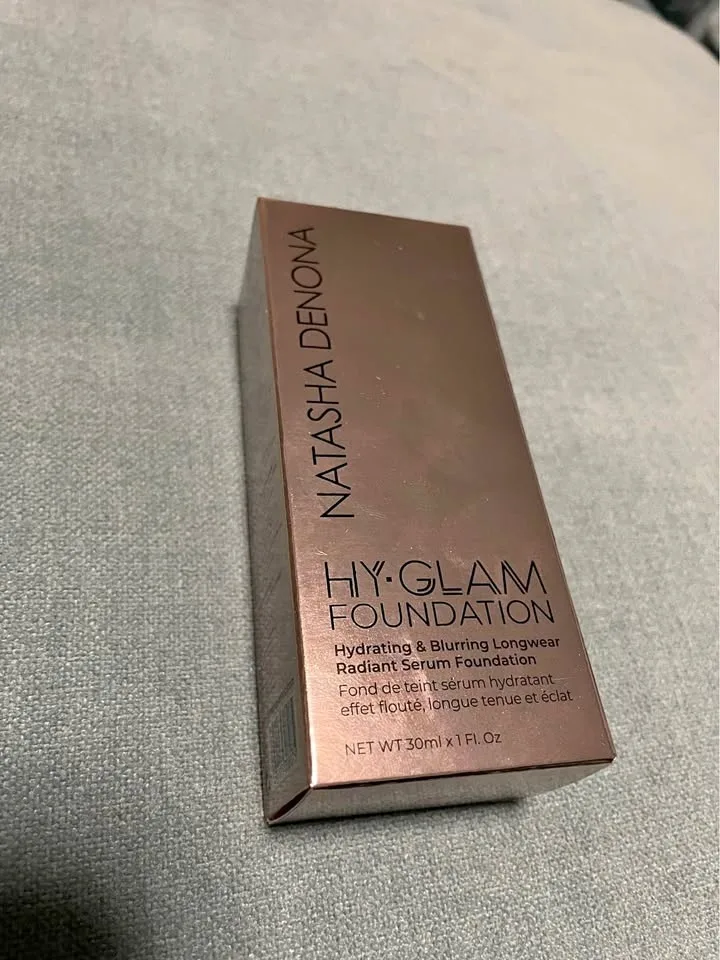 NATASHA DENONA
HY·GLAM
FOUNDATION
Hydrating & Blurring Longwear
Radiant Serum Foundation
Fond de teint sérum hydratant
effet flouté, longue tenue et éclat
NET WT 30ml x 1 Fl. Oz